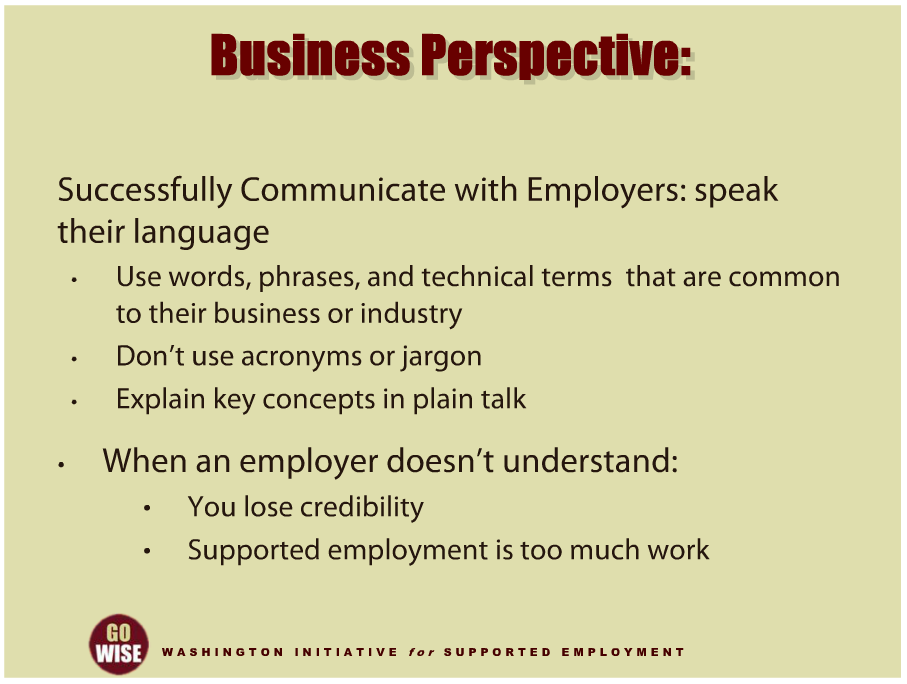 Business Perspective:
Successfully Communicate with Employers: speak
their language
• Use words, phrases, and technical terms  that are common
to their business or industry
• Don’t use acronyms or jargon
• Explain key concepts in plain talk
• When an employer doesn’t understand:
• You lose credibility
• Supported employment is too much work
GO
WISE
WASHINGTON INITIATIVE for SUPPORTED EMPLOYMENT